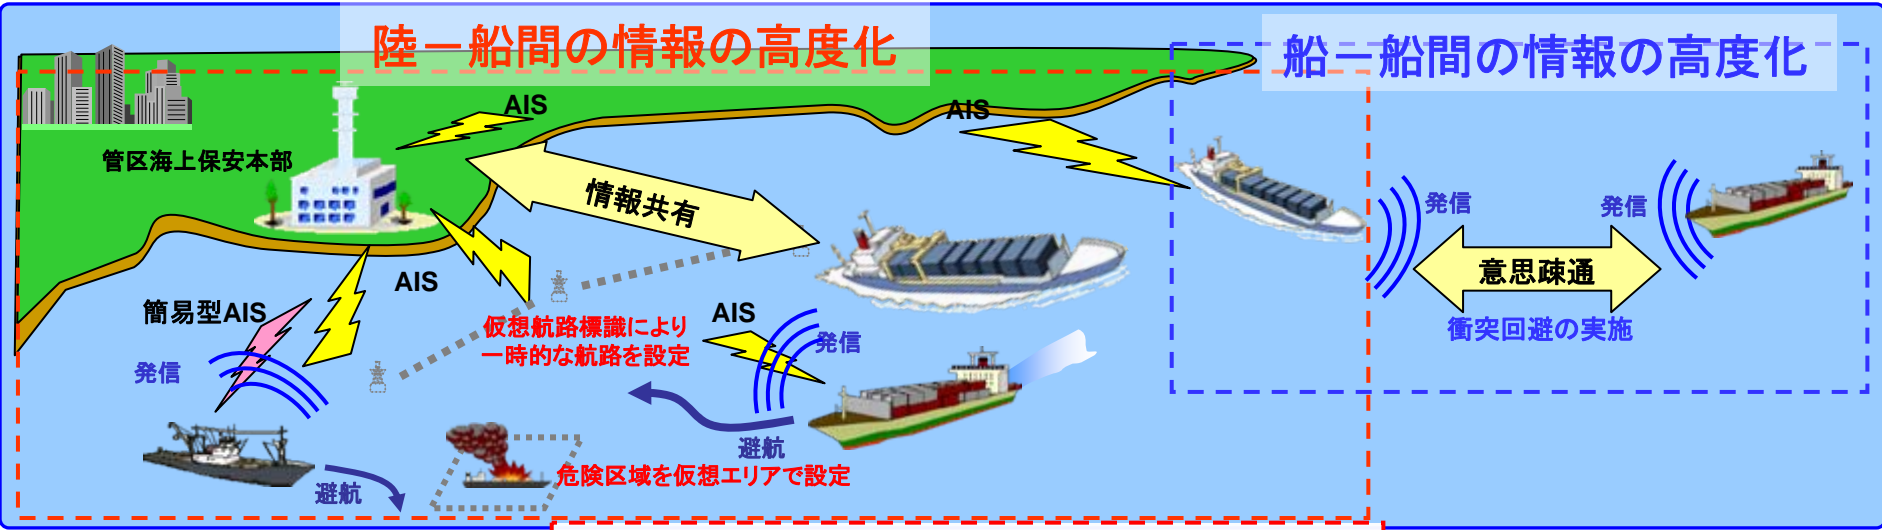 陸－船間の情報の高度化
船－船間の情報の高度化
AIS
AIS
管区海上保安本部
情報共有
発信
発信
意思疎通
AIS
簡易型AIS
AIS
仮想航路標識により
一時的な航路を設定
衝突回避の実施
発信
発信
避航
危険区域を仮想エリアで設定
避航